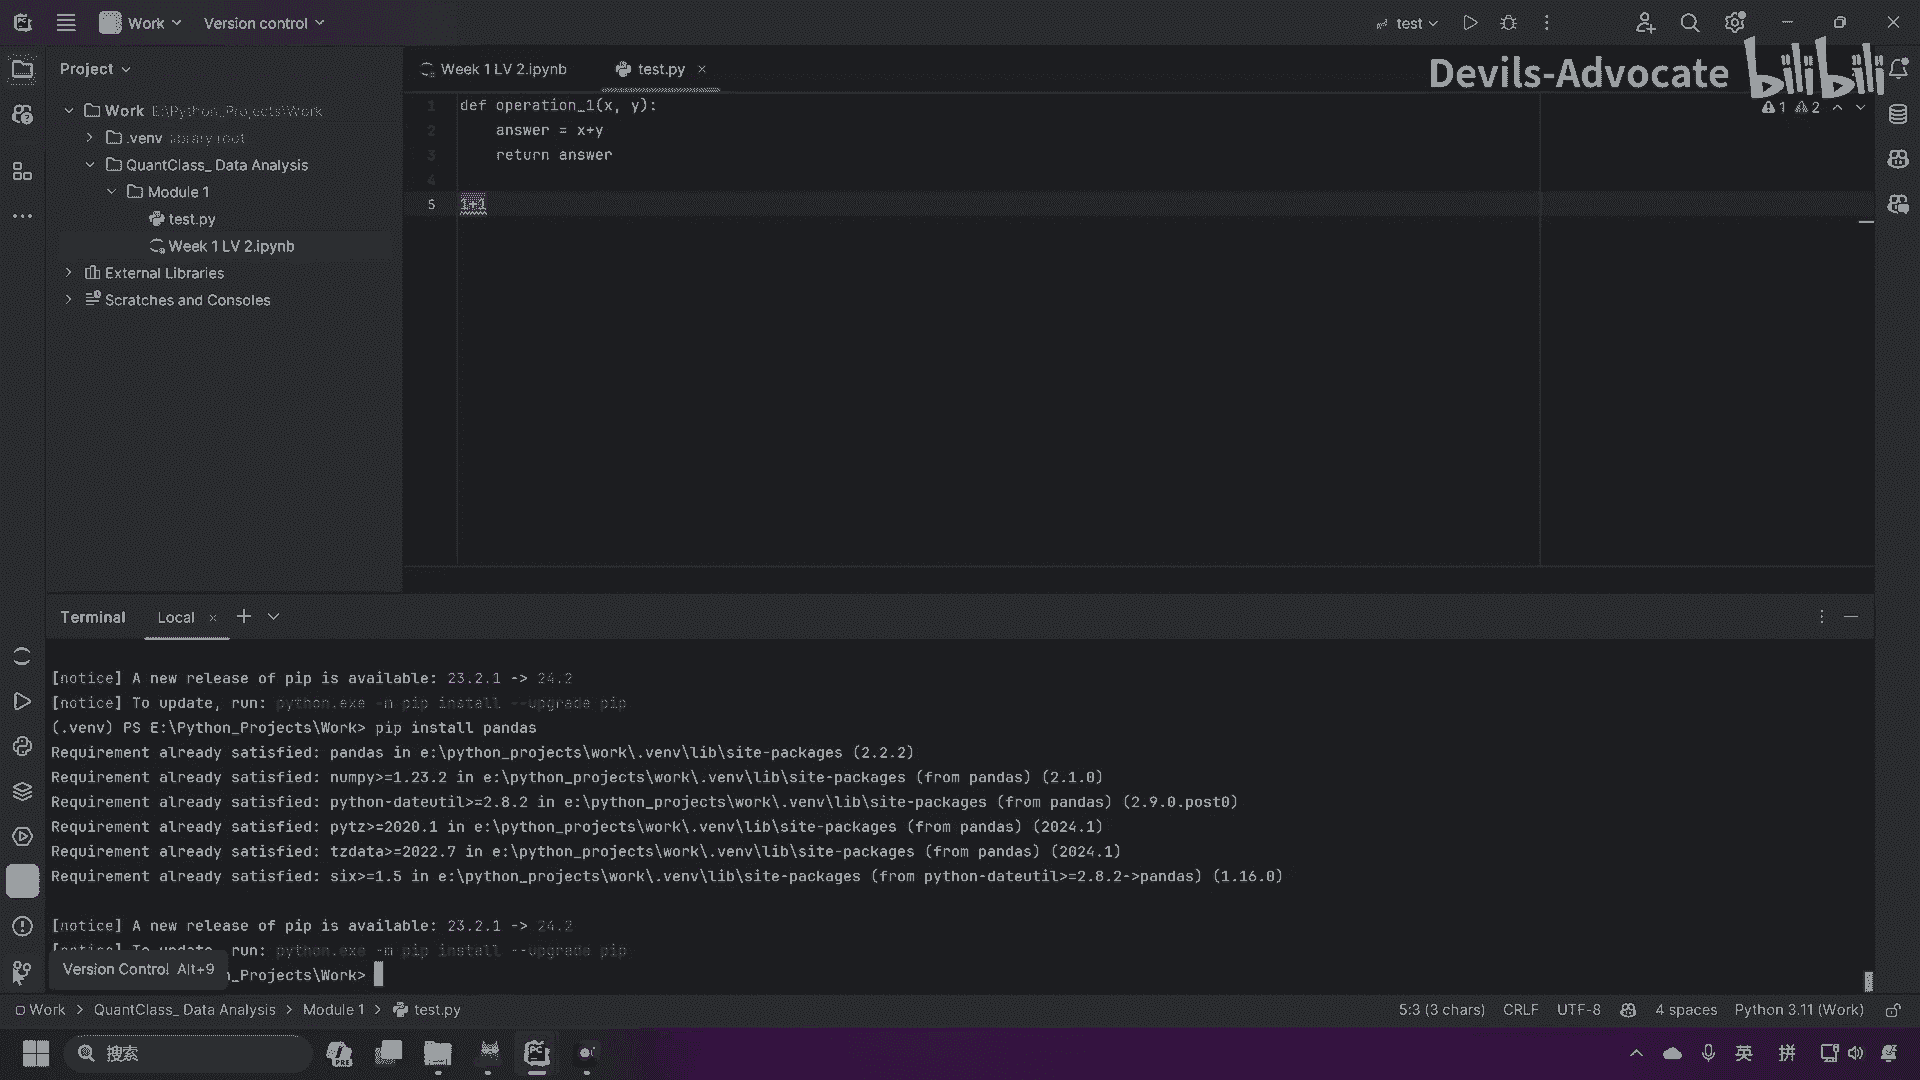 Work
Version control
test
Project
Week 1 LV 2.ipynb
test.py
Devils-Advocate bilibili
1 2
Work E:\Python_Projects\Work
.venv library root
QuantClass_ Data Analysis
Module 1
test.py
Week 1 LV 2.ipynb
External Libraries
Scratches and Consoles
1 def operation_1(x, y):
2 answer = x+y
3 return answer
4
5 1+1
Terminal Local
[notice] A new release of pip is available: 23.2.1 -> 24.2
[notice] To update, run: python.exe -m pip install --upgrade pip
(.venv) PS E:\Python_Projects\Work> pip install pandas
Requirement already satisfied: pandas in e:\python_projects\work\.venv\lib\site-packages (2.2.2)
Requirement already satisfied: numpy>=1.23.2 in e:\python_projects\work\.venv\lib\site-packages (from pandas) (2.1.0)
Requirement already satisfied: python-dateutil>=2.8.2 in e:\python_projects\work\.venv\lib\site-packages (from pandas) (2.9.0.post0)
Requirement already satisfied: pytz>=2020.1 in e:\python_projects\work\.venv\lib\site-packages (from pandas) (2024.1)
Requirement already satisfied: tzdata>=2022.7 in e:\python_projects\work\.venv\lib\site-packages (from pandas) (2024.1)
Requirement already satisfied: six>=1.5 in e:\python_projects\work\.venv\lib\site-packages (from python-dateutil>=2.8.2->pandas) (1.16.0)
[notice] A new release of pip is available: 23.2.1 -> 24.2
[notice] To update, run: python.exe -m pip install --upgrade pip
Version Control Alt+9
_Projects\Work>
Work > QuantClass_ Data Analysis > Module 1 > test.py
5:3 (3 chars) CRLF UTF-8 4 spaces Python 3.11 (Work)
搜索
PRE
英
拼